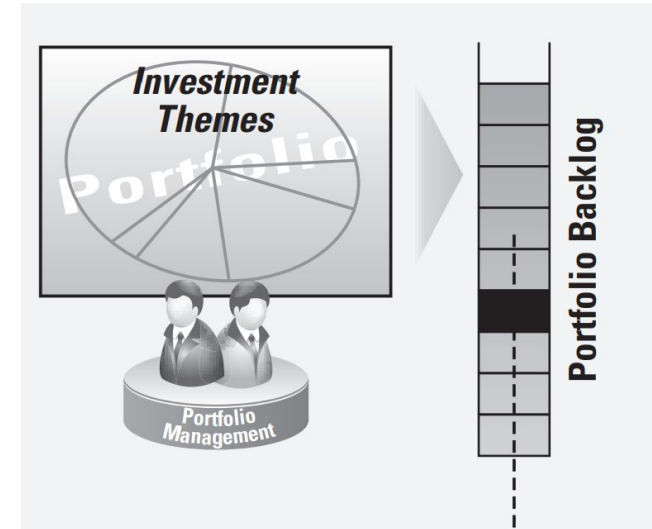 Investment
Themes
Portfolio
Portfolio
Management
Portfolio Backlog